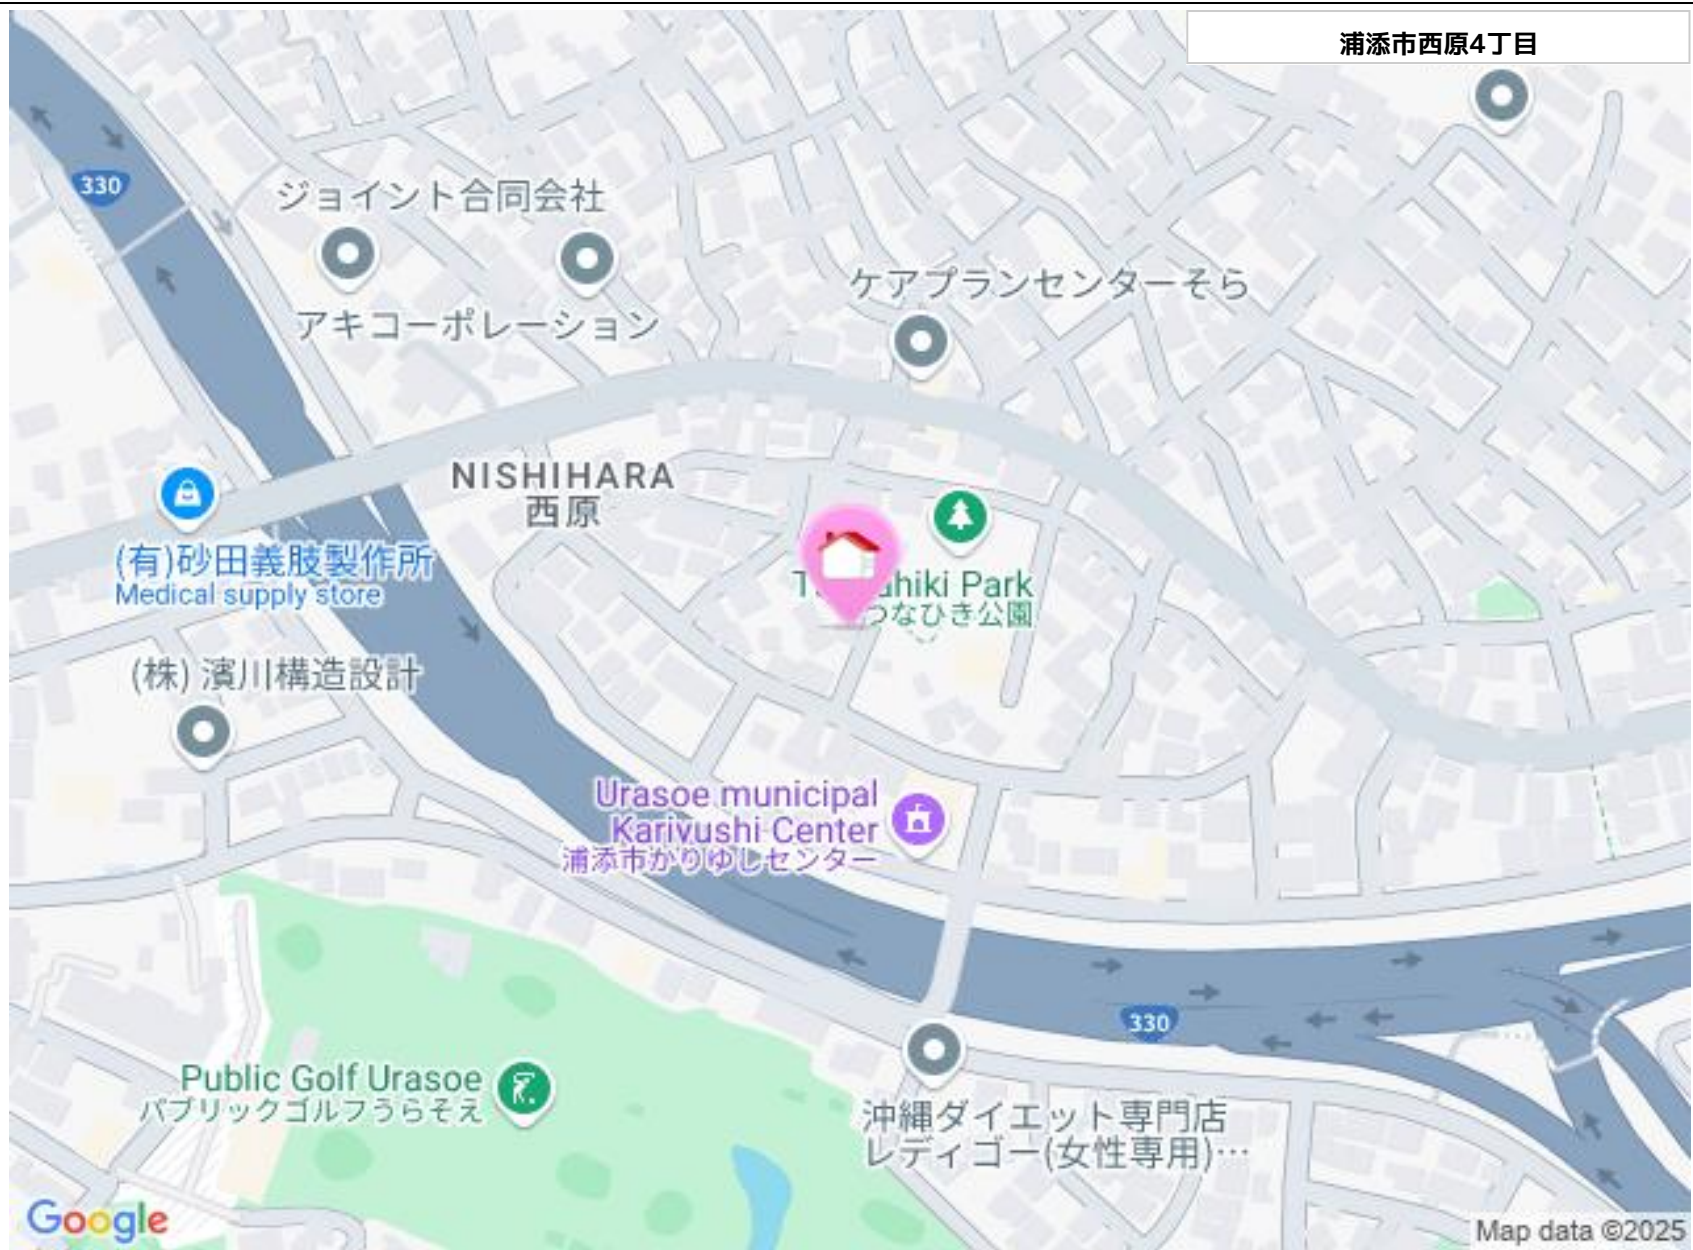 浦添市西原4丁目
330
ジョイント合同会社
アキコーポレーション
ケアプランセンターそら
NISHIHARA
西原
(有)砂田義肢製作所
Medical supply store
Park
つなひき公園
(株) 濱川構造設計
Urasoe municipal
Kariyushi Center
浦添市かりゆしセンター
330
Public Golf Urasoe
パブリックゴルフうらそえ
沖縄ダイエット専門店
レディゴー(女性専用)…
Google
Map data ©2025